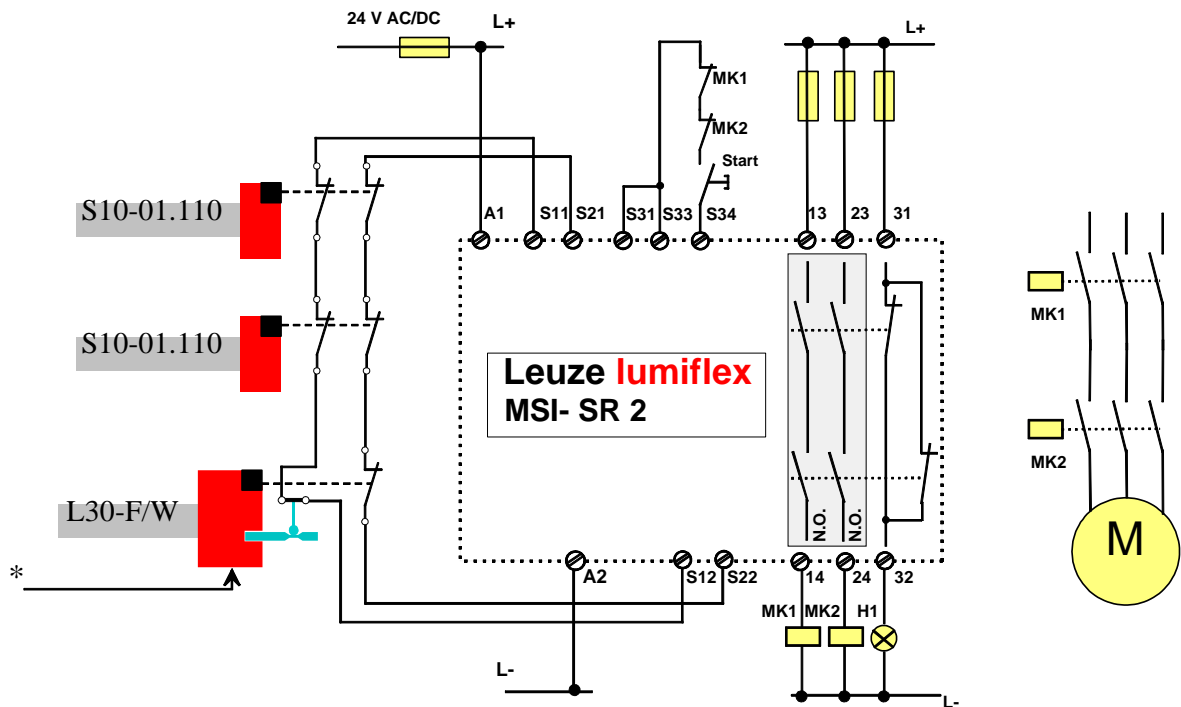 24 V AC/DC L+ L+
MK1
MK2
Start
S10-01.110
A1 S11 S21 S31 S33 S34 13 23 31
S10-01.110
MK1
Leuze lumiflex
MSI- SR 2
MK2
L30-F/W
N.O. N.O.
M
*
A2 S12 S22 14 24 32
MK1 MK2 H1
L-
L-